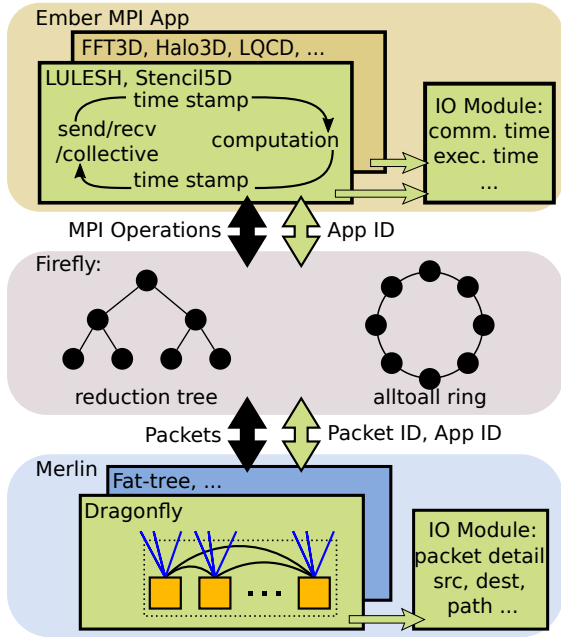 Ember MPI App
FFT3D, Halo3D, LQCD, ...
LULESH, Stencil5D
time stamp
send/recv
/collective
computation
time stamp
IO Module:
comm. time
exec. time
...
MPI Operations
App ID
Firefly:
reduction tree
alltoall ring
Packets
Packet ID, App ID
Merlin
Fat-tree, ...
Dragonfly
IO Module:
packet detail
src, dest,
path ...